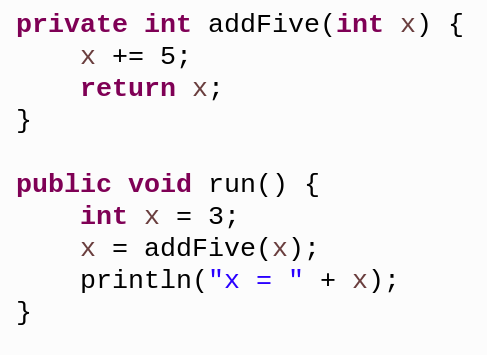 private int addFive(int x) {
    x += 5;
    return x;
}

public void run() {
    int x = 3;
    x = addFive(x);
    println("x = " + x);
}